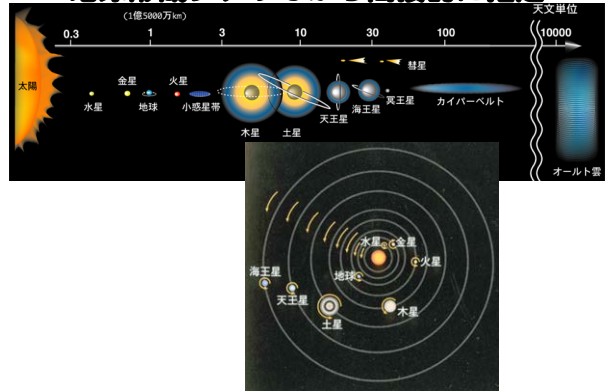 (1億5000万km)
天文単位
0.3 1 3 10 30 100 10000
彗星
太陽
水星 金星 地球 火星 小惑星帯 木星 土星 天王星 海王星 冥王星 カイパーベルト
オールト雲
水星 金星
火星
地球
海王星
天王星
土星
木星